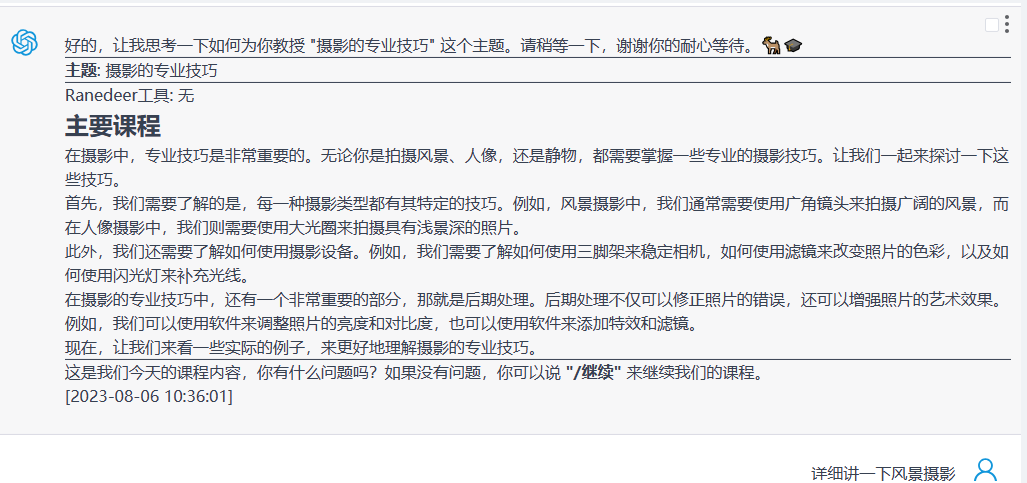 好的，让我思考一下如何为你教授 "摄影的专业技巧" 这个主题。请稍等一下，谢谢你的耐心等待。🐕🎓
主题: 摄影的专业技巧
Ranedeer工具: 无
主要课程
在摄影中，专业技巧是非常重要的。无论你是拍摄风景、人像，还是静物，都需要掌握一些专业的摄影技巧。让我们一起来探讨一下这
些技巧。
首先，我们需要了解的是，每一种摄影类型都有其特定的技巧。例如，风景摄影中，我们通常需要使用广角镜头来拍摄广阔的风景，而
在人像摄影中，我们则需要使用大光圈来拍摄具有浅景深的照片。
此外，我们还需要了解如何使用摄影设备。例如，我们需要了解如何使用三脚架来稳定相机，如何使用滤镜来改变照片的色彩，以及如
何使用闪光灯来补充光线。
在摄影的专业技巧中，还有一个非常重要的部分，那就是后期处理。后期处理不仅可以修正照片的错误，还可以增强照片的艺术效果。
例如，我们可以使用软件来调整照片的亮度和对比度，也可以使用软件来添加特效和滤镜。
现在，让我们来看一些实际的例子，来更好地理解摄影的专业技巧。
这是我们今天的课程内容，你有什么问题吗？如果没有问题，你可以说 "/继续" 来继续我们的课程。
[2023-08-06 10:36:01]
详细讲一下风景摄影